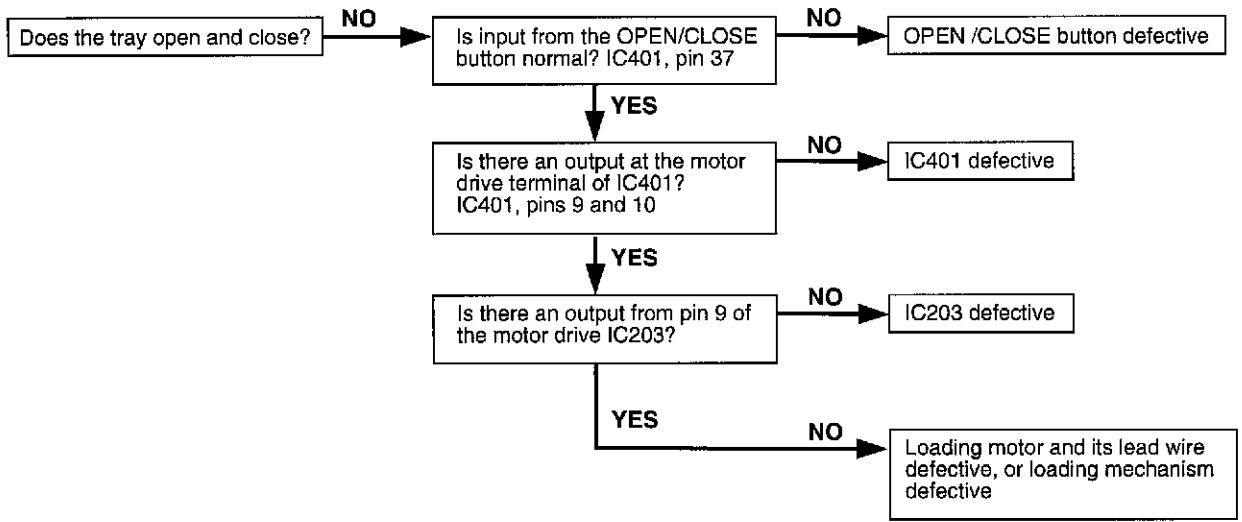 NO
NO
Does the tray open and close?
Is input from the OPEN/CLOSE
button normal? IC401, pin 37
OPEN /CLOSE button defective
YES
NO
Is there an output at the motor
drive terminal of IC401?
IC401, pins 9 and 10
IC401 defective
YES
NO
Is there an output from pin 9 of
the motor drive IC203?
IC203 defective
YES
NO
Loading motor and its lead wire
defective, or loading mechanism
defective